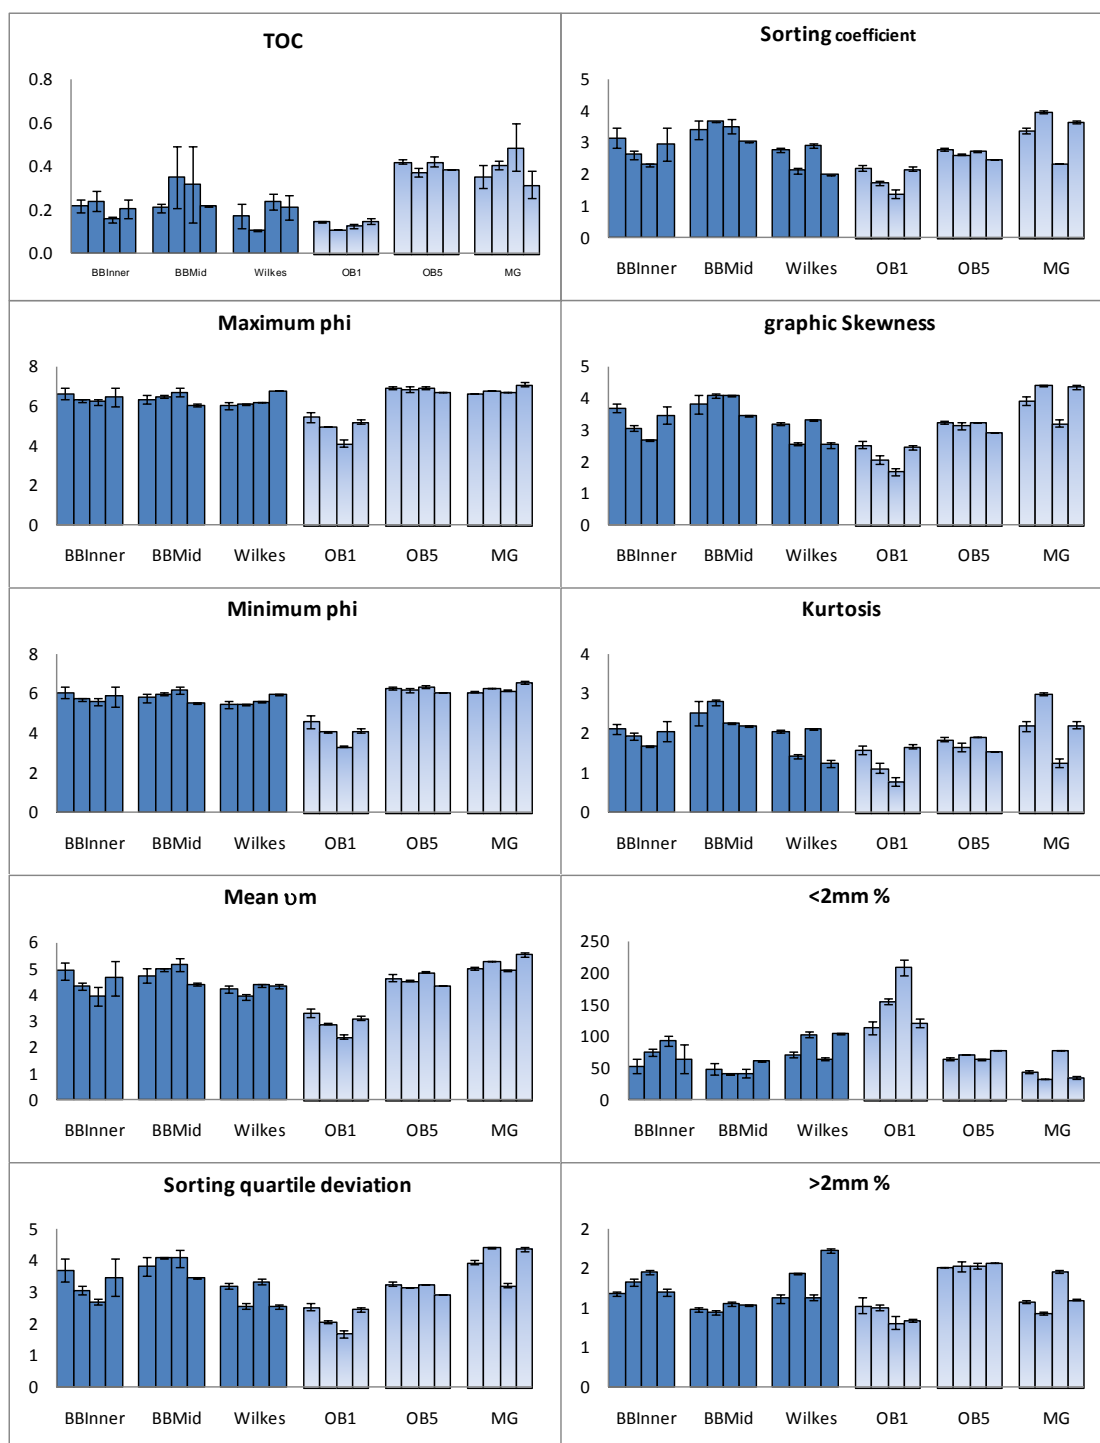 TOC
0.8
0.6
0.4
0.2
0.0
BBInner BBMid Wilkes OB1 OB5 MG
Sorting coefficient
5
4
3
2
1
0
BBInner BBMid Wilkes OB1 OB5 MG
Maximum phi
8
6
4
2
0
BBInner BBMid Wilkes OB1 OB5 MG
graphic Skewness
5
4
3
2
1
0
BBInner BBMid Wilkes OB1 OB5 MG
Minimum phi
8
6
4
2
0
BBInner BBMid Wilkes OB1 OB5 MG
Kurtosis
4
3
2
1
0
BBInner BBMid Wilkes OB1 OB5 MG
Mean υm
6
5
4
3
2
1
0
BBInner BBMid Wilkes OB1 OB5 MG
<2mm %
250
200
150
100
50
0
BBInner BBMid Wilkes OB1 OB5 MG
Sorting quartile deviation
5
4
3
2
1
0
BBInner BBMid Wilkes OB1 OB5 MG
>2mm %
2
2
1
1
0
BBInner BBMid Wilkes OB1 OB5 MG